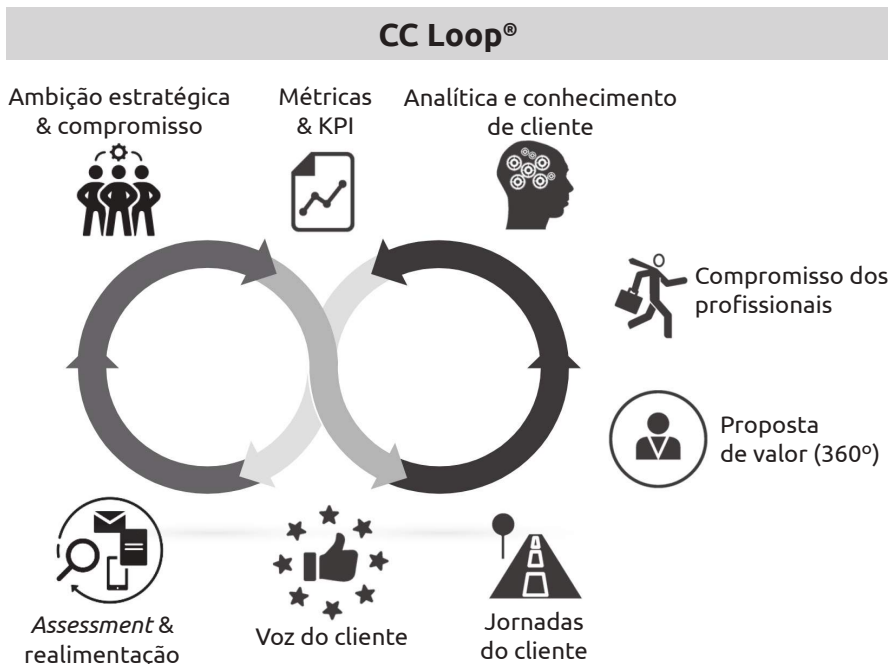 CC Loop®
Ambição estratégica
& compromisso
Métricas
& KPI
Analítica e conhecimento
de cliente
Compromisso dos
profissionais
Proposta
de valor (360º)
Assessment &
realimentação
Voz do cliente
Jornadas
do cliente